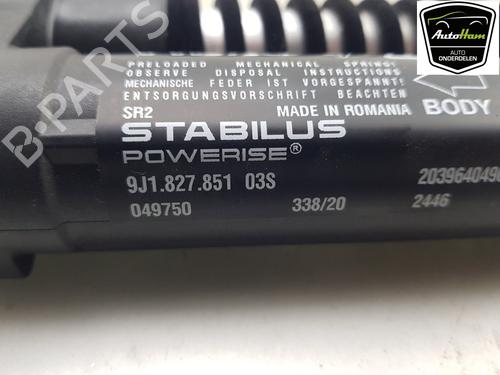 AutoHam
AUTO
ONDERDELEN
PRELOADED MECHANICAL SPRING!
OBSERVE DISPOSAL INSTRUCTIONS
MECHANISCHE FEDER IST VORGESPANNT!
ENTSORGUNGSVORSCHRIFT BEACHTEN
SR2 MADE IN ROMANIA
BODY
STABILUS
POWERISE®
9J1.827.851 03S
049750 338/20 2446
B-PARTS